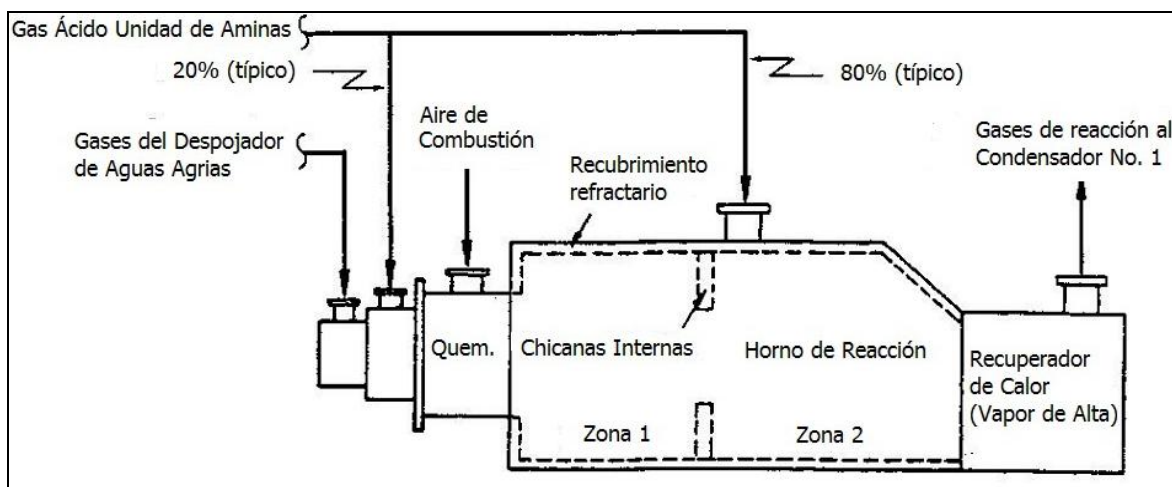 Gas Ácido Unidad de Aminas
20% (típico)
80% (típico)
Aire de
Combustión
Gases del Despojador
de Aguas Agrias
Gases de reacción al
Condensador No. 1
Recubrimiento
refractario
Quem.
Chicanas Internas
Horno de Reacción
Recuperador
de Calor
(Vapor de Alta)
Zona 1
Zona 2